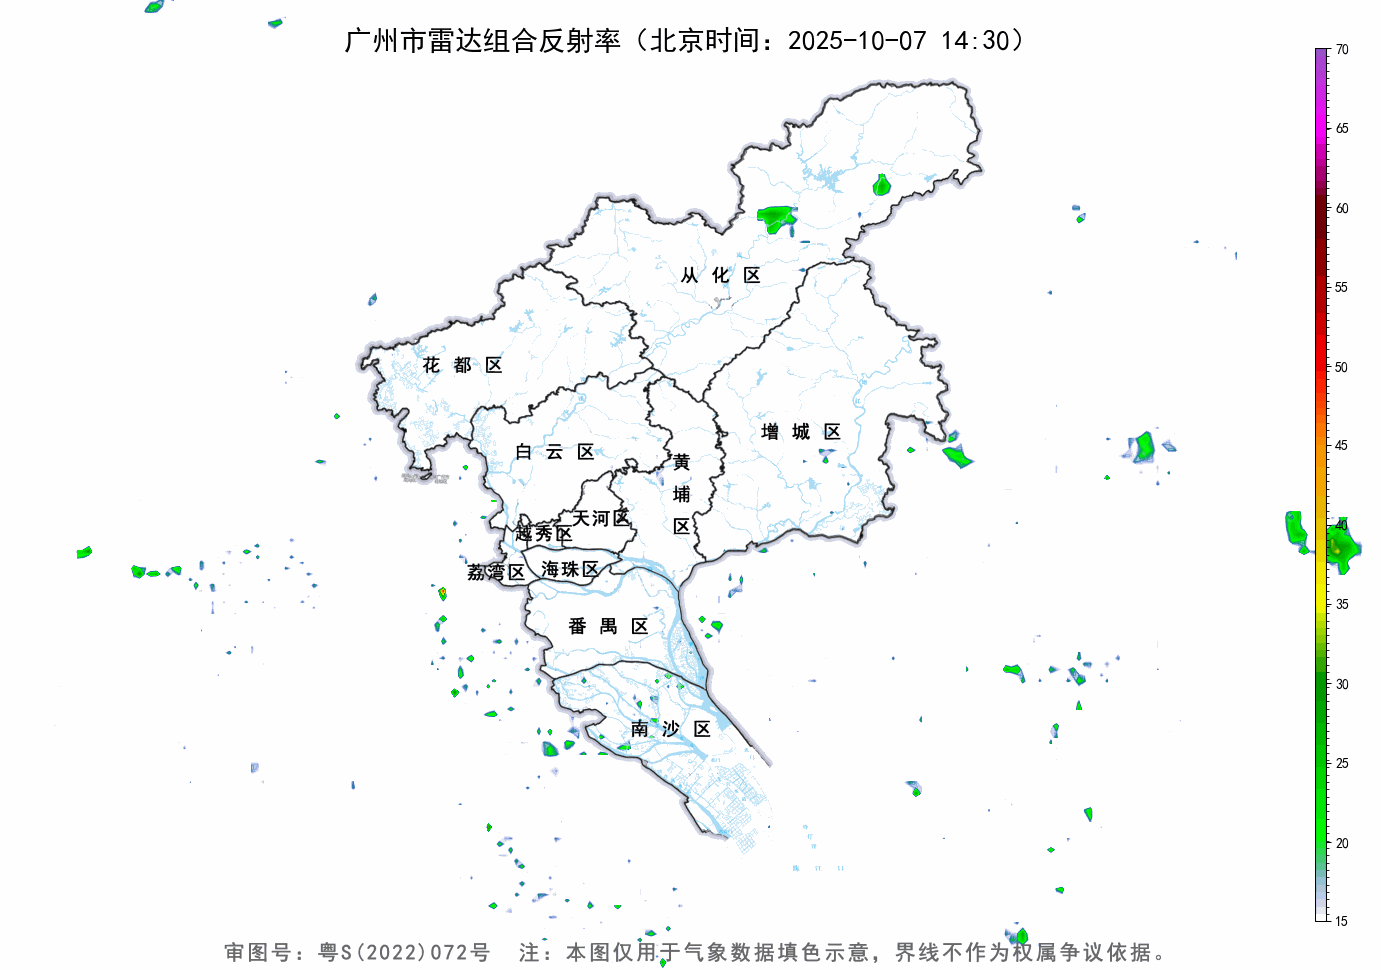 广州市雷达组合反射率（北京时间：2025-10-07 14:30）
70
65
60
55
50
45
40
35
30
25
20
15
从化区
花都区
增城区
白云区
黄埔区
天河区
越秀区
荔湾区
海珠区
番禺区
南沙区
审图号：粤S(2022)072号 注：本图仅用于气象数据填色示意，界线不作为权属争议依据。